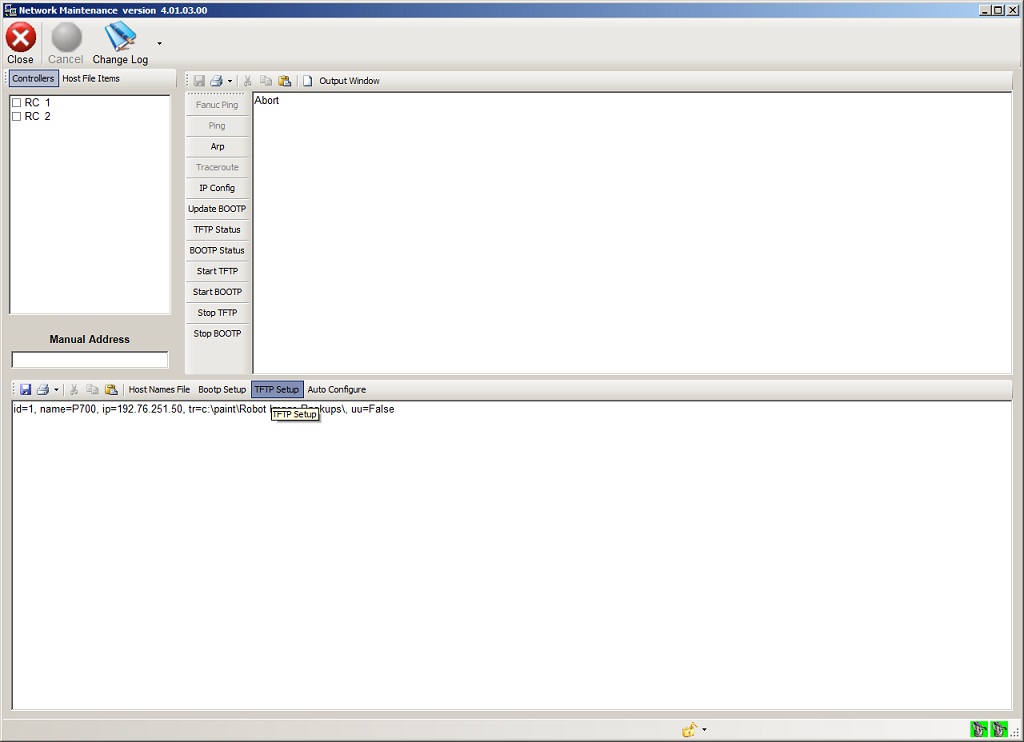 Network Maintenance version 4.01.03.00
Close Cancel Change Log
Controllers Host File Items
Output Window
RC 1
RC 2
Manual Address
Fanuc Ping
Ping
Arp
Traceroute
IP Config
Update BOOTP
TFTP Status
BOOTP Status
Start TFTP
Start BOOTP
Stop TFTP
Stop BOOTP
Abort
Host Names File Bootp Setup TFTP Setup Auto Configure
id=1, name=P700, ip=192.76.251.50, tr=c:\paint\Robot Image Backups\, uu=False
TFTP Setup